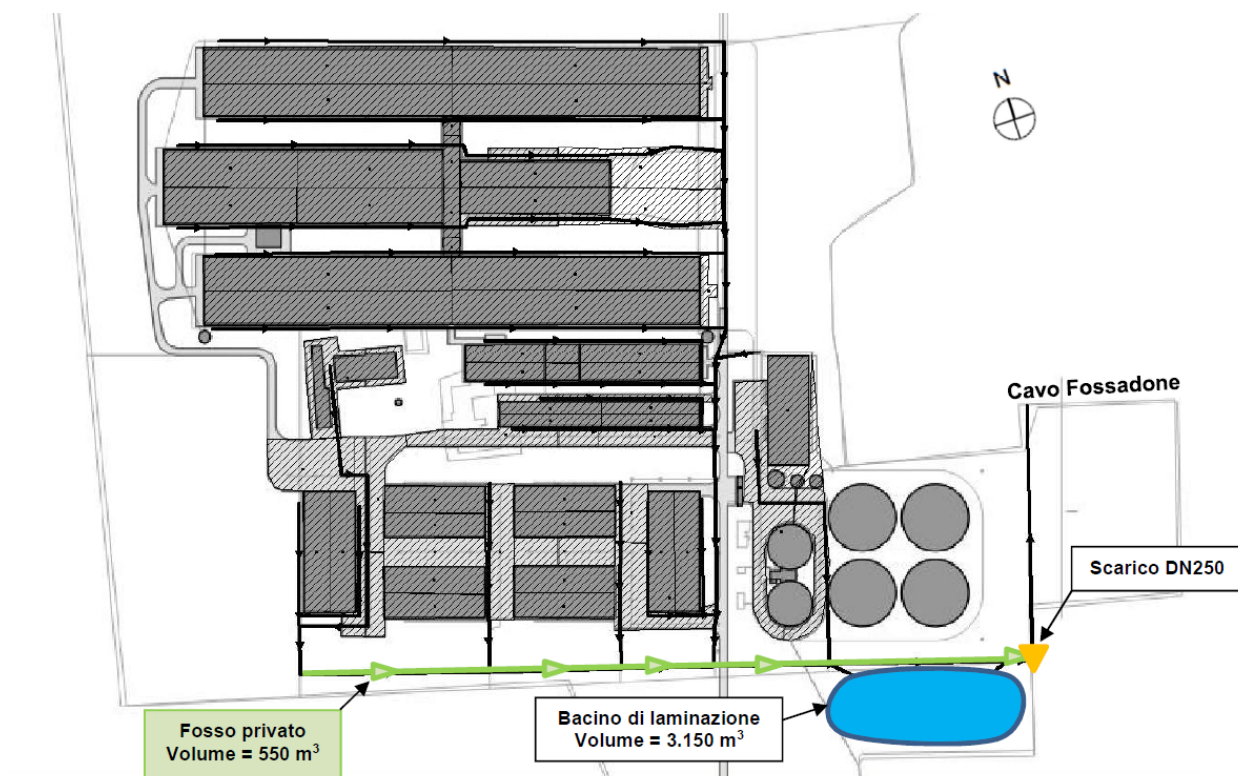 N
Cavo Fossadone
Scarico DN250
Fosso privato
Volume = 550 m³
Bacino di laminazione
Volume = 3.150 m³